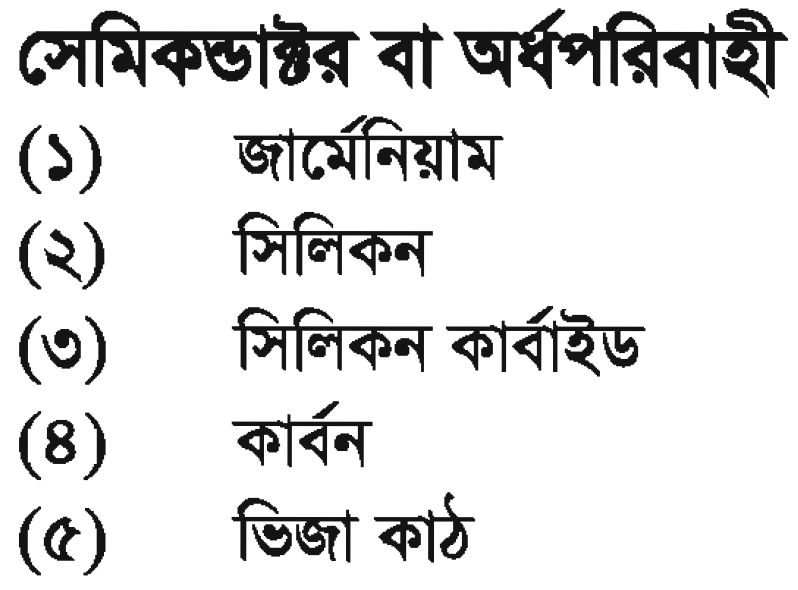 সেমিকন্ডাক্টর বা অর্ধপরিবাহী
(১) জার্মেনিয়াম
(২) সিলিকন
(৩) সিলিকন কার্বাইড
(৪) কার্বন
(৫) ভিজা কাঠ